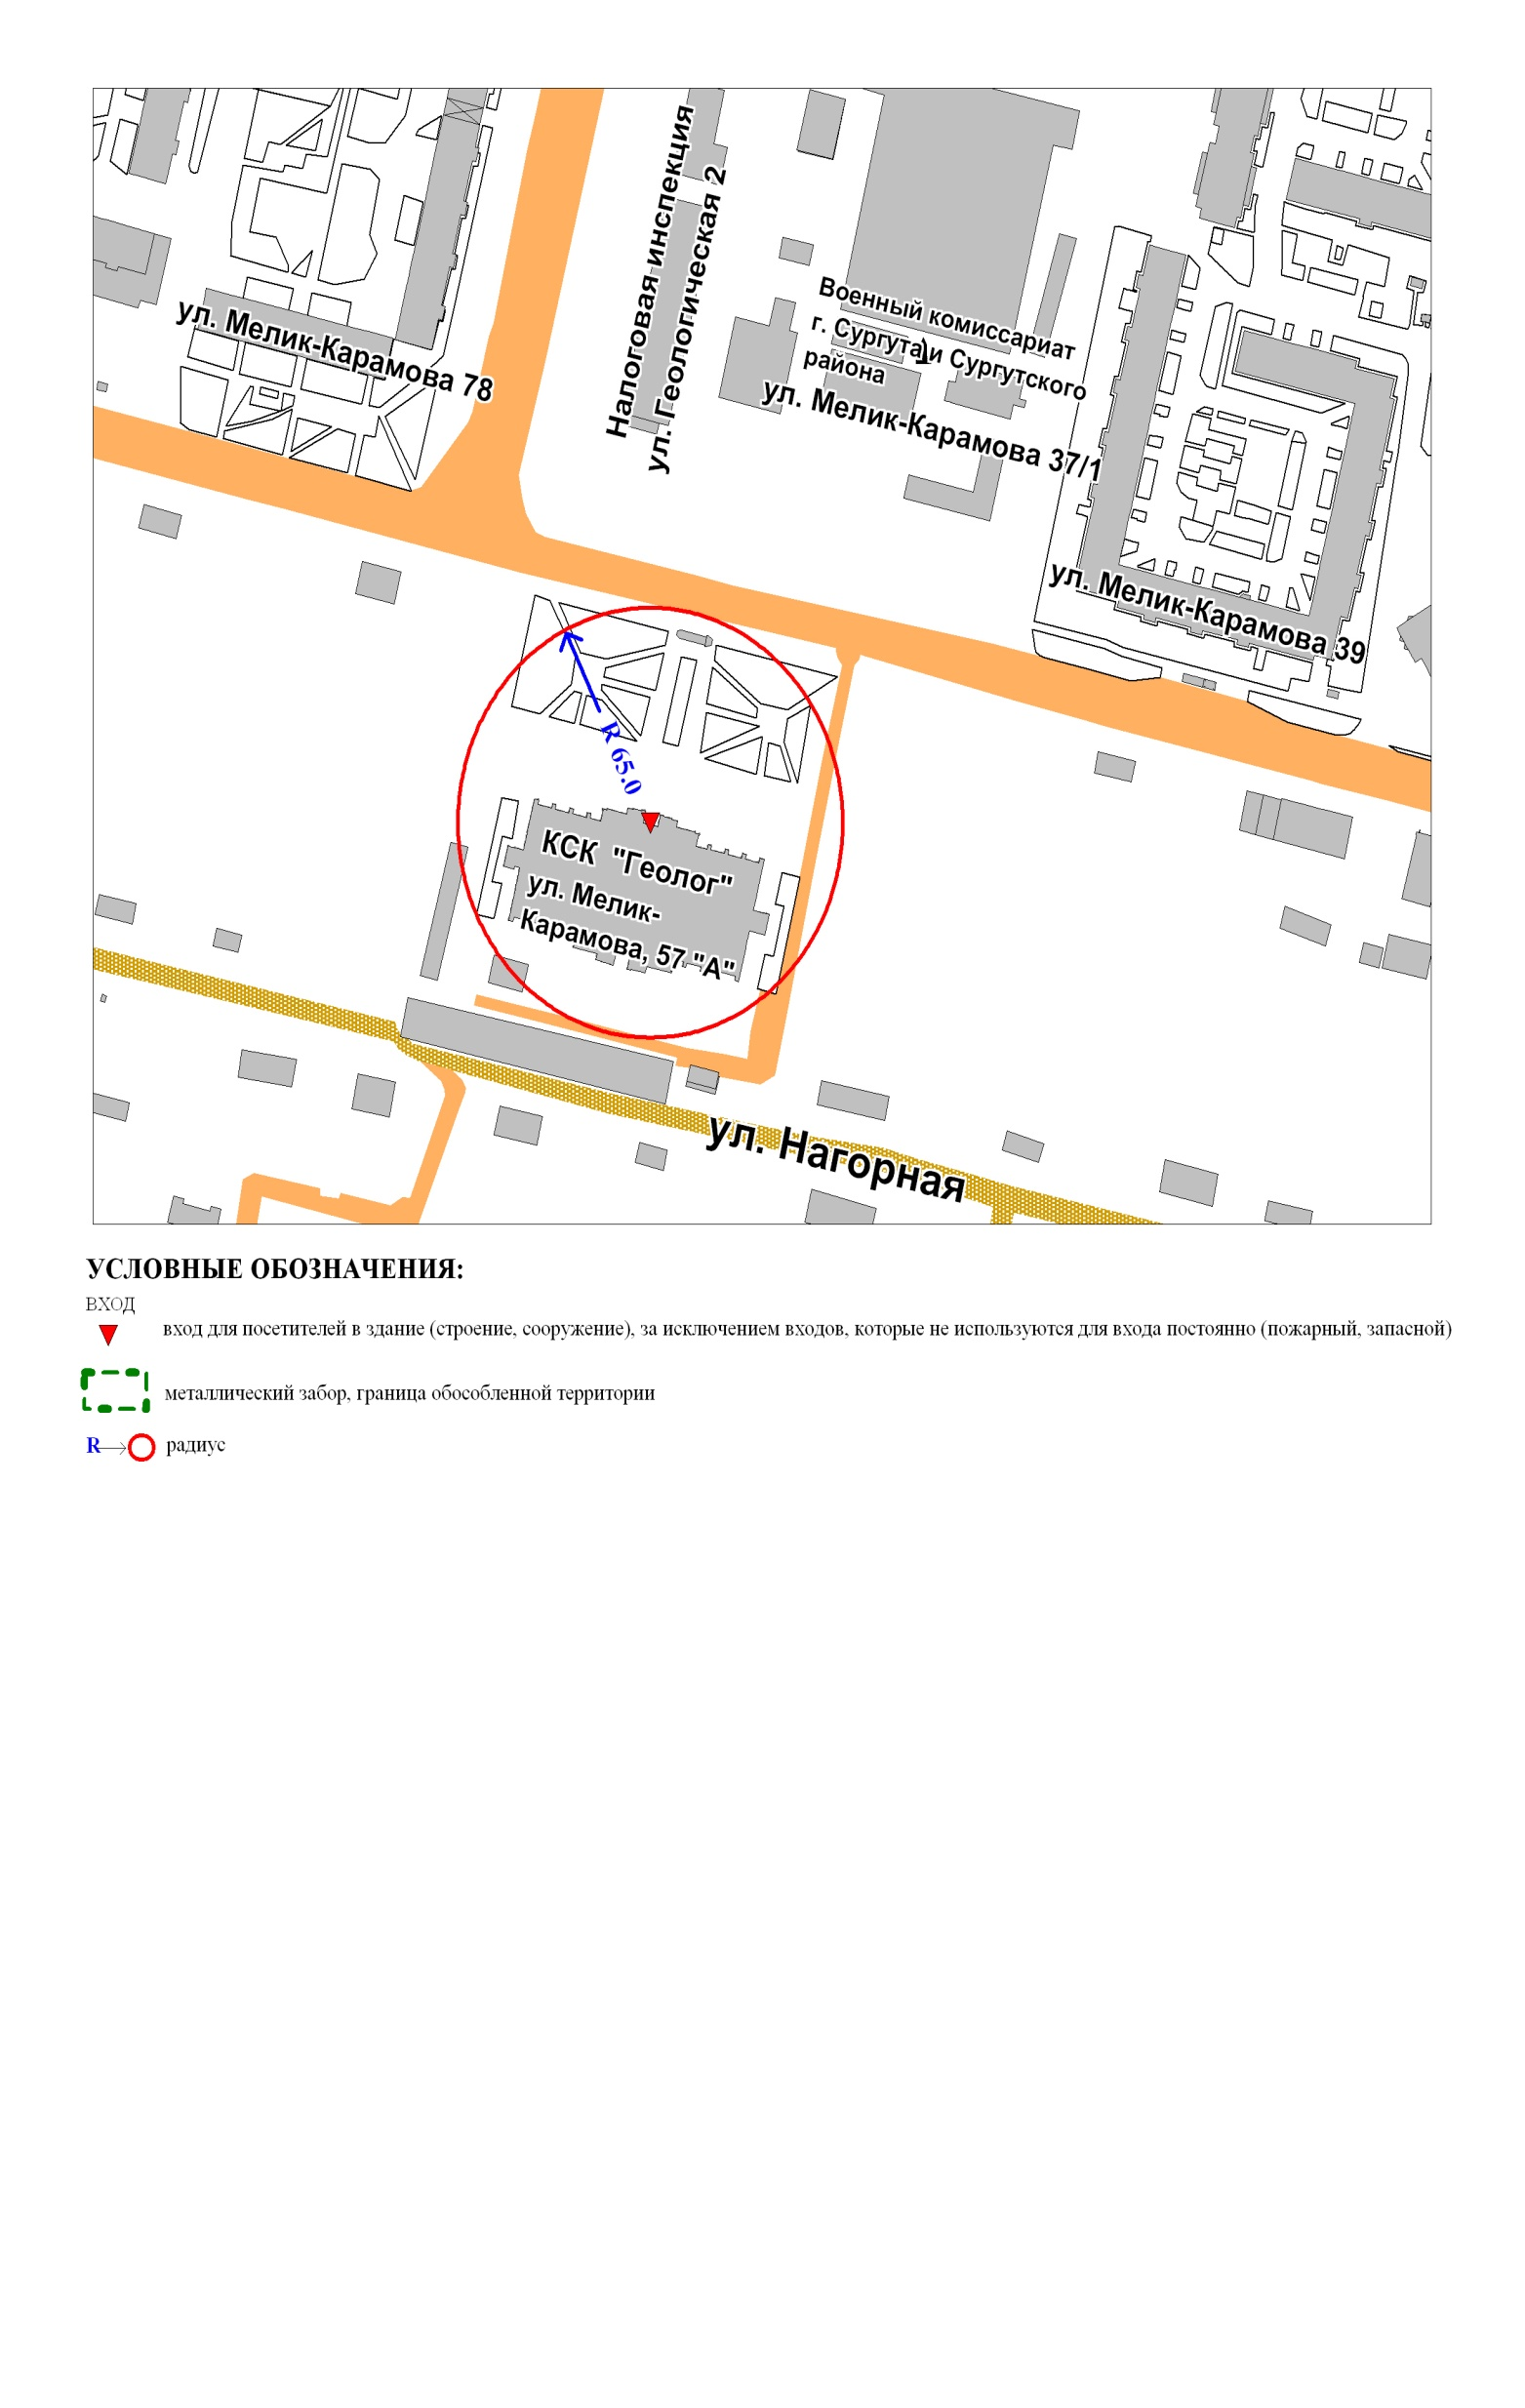 Налоговая инспекция
ул. Геологическая 2
Военный комиссариат
г. Сургута и Сургутского
района
1
ул. Мелик-Карамова 37/1
ул. Мелик-Карамова 78
ул. Мелик-Карамова 39
R 65.0
КСК "Геолог"
ул. Мелик-
Карамова, 57 "А"
ул. Нагорная
УСЛОВНЫЕ ОБОЗНАЧЕНИЯ:
ВХОД
вход для посетителей в здание (строение, сооружение), за исключением входов, которые не используются для входа постоянно (пожарный, запасной)
металлический забор, граница обособленной территории
R радиус